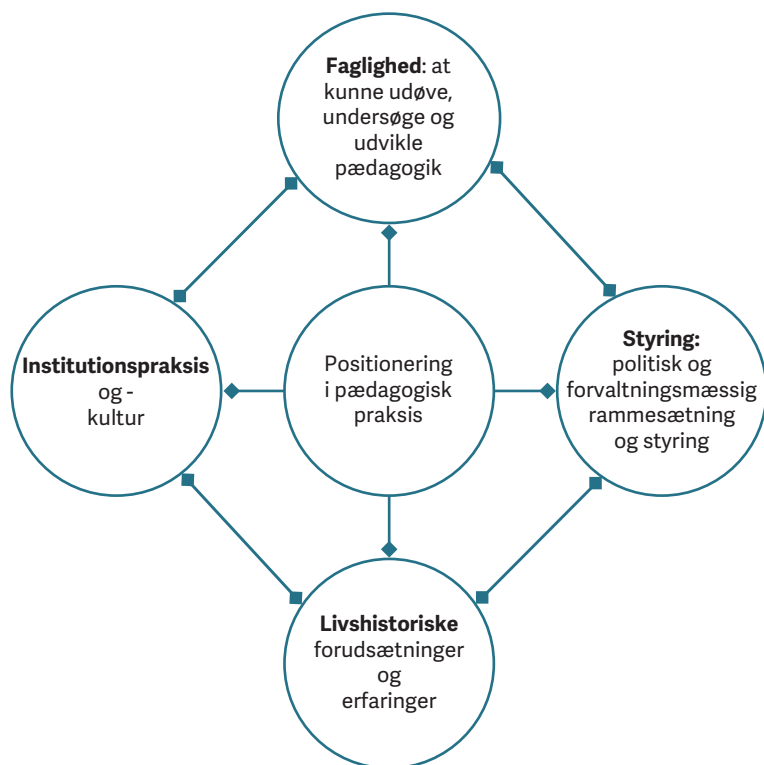 Faglighed: at
kunne udøve,
undersøge og
udvikle
pædagogik
Institutionspraksis
og -
kultur
Positionering
i pædagogisk
praksis
Styring:
politisk og
forvaltningsmæssig
rammesætning
og styring
Livshistoriske
forudsætninger
og
erfaringer